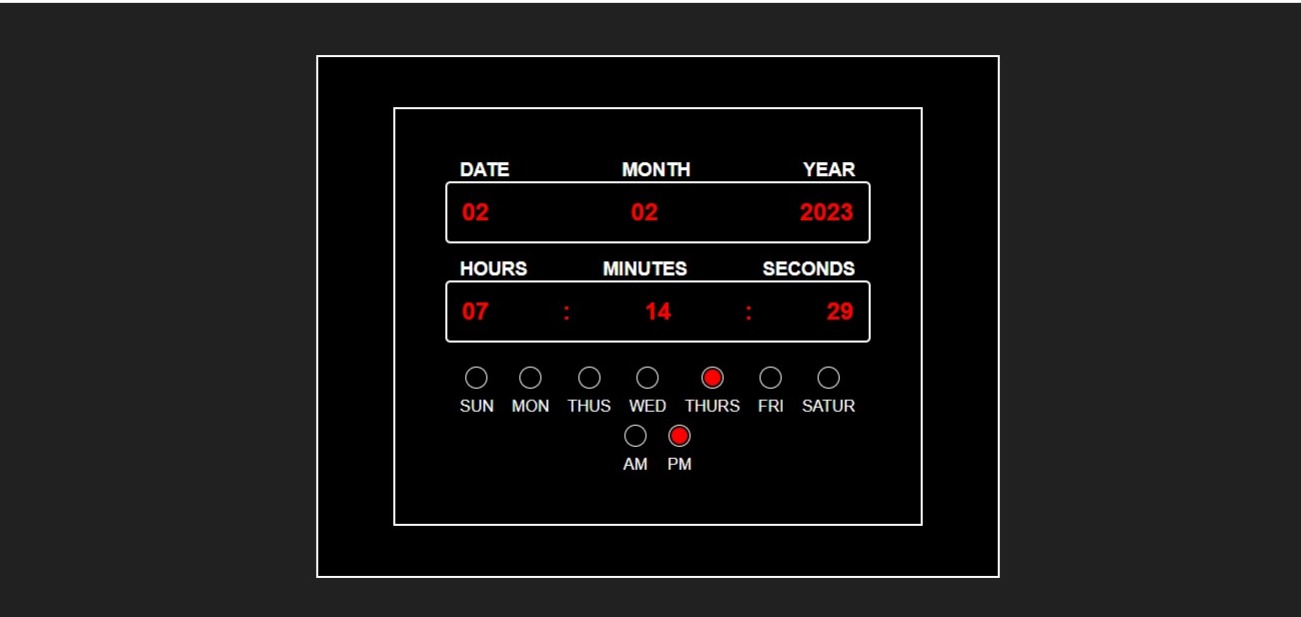 DATE MONTH YEAR
02 02 2023
HOURS MINUTES SECONDS
07 : 14 : 29
SUN MON THUS WED THURS FRI SATUR
AM PM